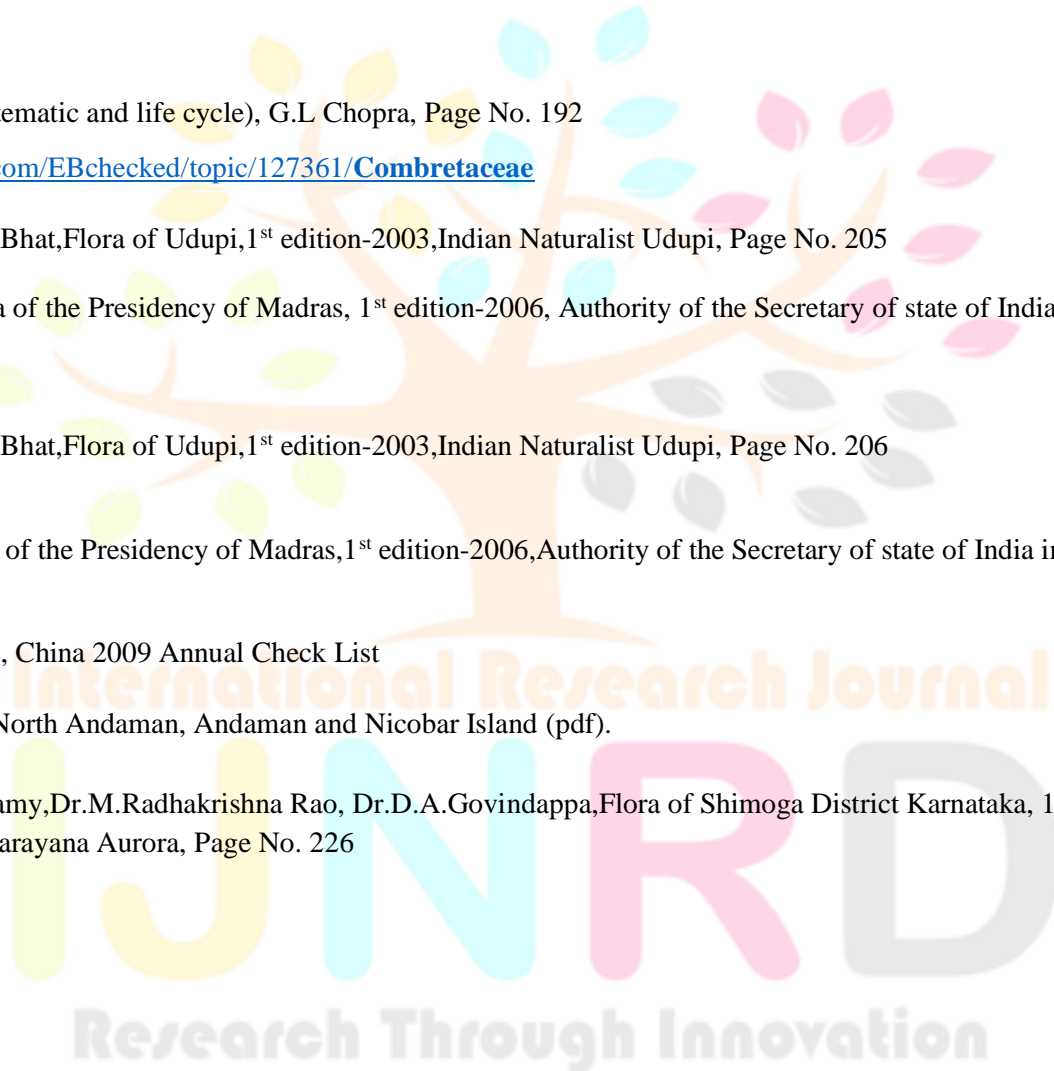 tematic and life cycle), G.L Chopra, Page No. 192
com/EBchecked/topic/127361/Combretaceae
Bhat,Flora of Udupi,1st edition-2003,Indian Naturalist Udupi, Page No. 205
a of the Presidency of Madras, 1st edition-2006, Authority of the Secretary of state of India
Bhat,Flora of Udupi,1st edition-2003,Indian Naturalist Udupi, Page No. 206
of the Presidency of Madras,1st edition-2006,Authority of the Secretary of state of India in
, China 2009 Annual Check List
International Research Journal
North Andaman, Andaman and Nicobar Island (pdf).
IJNRD
amy,Dr.M.Radhakrishna Rao, Dr.D.A.Govindappa,Flora of Shimoga District Karnataka, 1
arayana Aurora, Page No. 226
Research Through Innovation